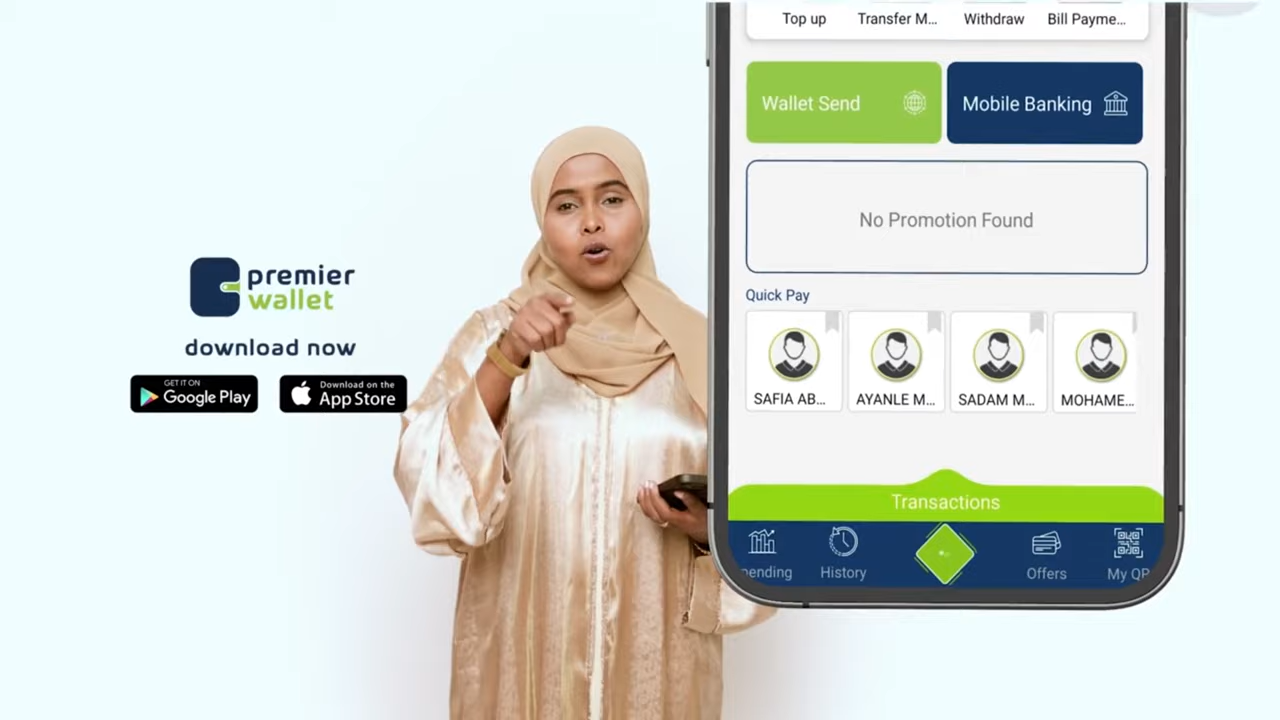 premier
wallet
download now
GET IT ON
Google Play
Download on the
App Store
Top up
Transfer M...
Withdraw
Bill Payme...
Wallet Send
Mobile Banking
No Promotion Found
Quick Pay
SAFIA AB...
AYANLE M...
SADAM M...
MOHAME...
Transactions
pending
History
Offers
My QR